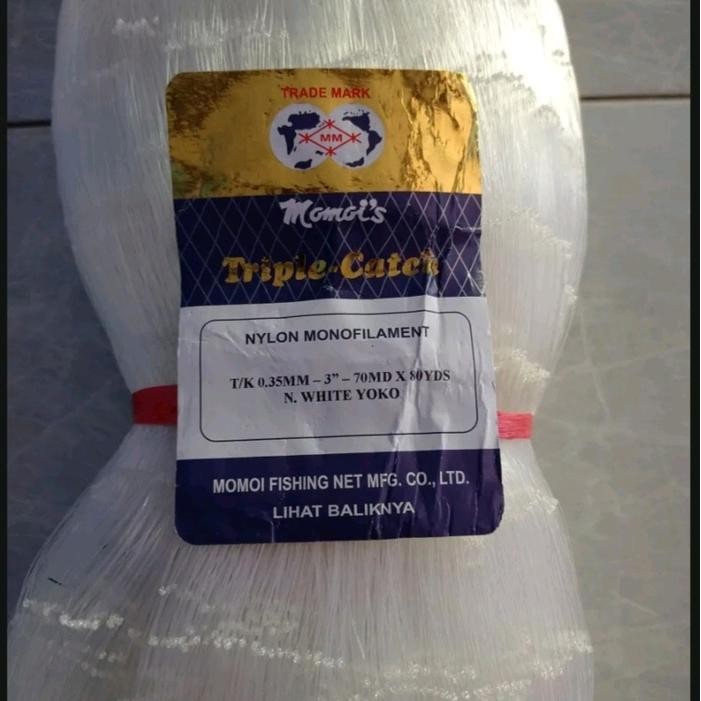 TRADE MARK
MM
Momoi's
Triple-Catch
NYLON MONOFILAMENT
T/K 0.35MM – 3” – 70MD X 80YDS
N. WHITE YOKO
MOMOI FISHING NET MFG. CO., LTD.
LIHAT BALIKNYA